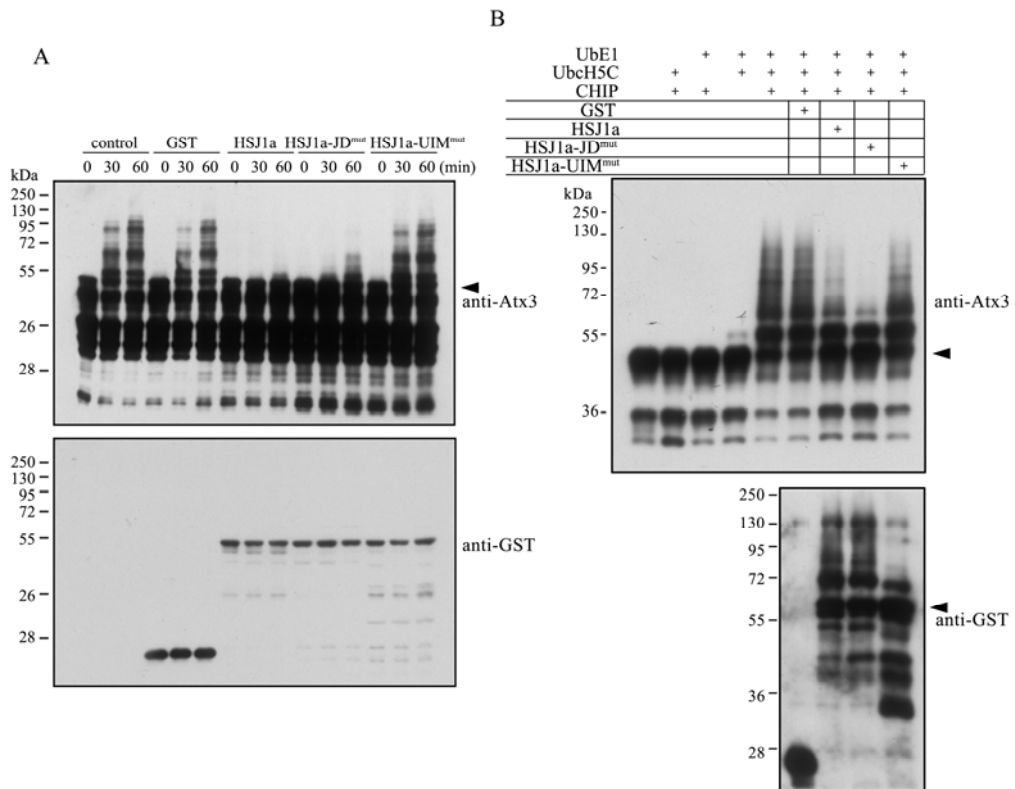 A
control GST HSJ1a HSJ1a-JDmut HSJ1a-UIMmut
0 30 60 0 30 60 0 30 60 0 30 60 0 30 60 (min)
kDa
250
130
95
72
55
26
28
anti-Atx3
250
130
95
72
55
26
28
anti-GST
B
UbE1 + + + + + + +
UbcH5C + + + + + + +
CHIP + + + + + + +
GST +
HSJ1a +
HSJ1a-JDmut +
HSJ1a-UIMmut +
kDa
250
130
95
72
55
36
anti-Atx3
250
130
95
72
55
36
28
anti-GST